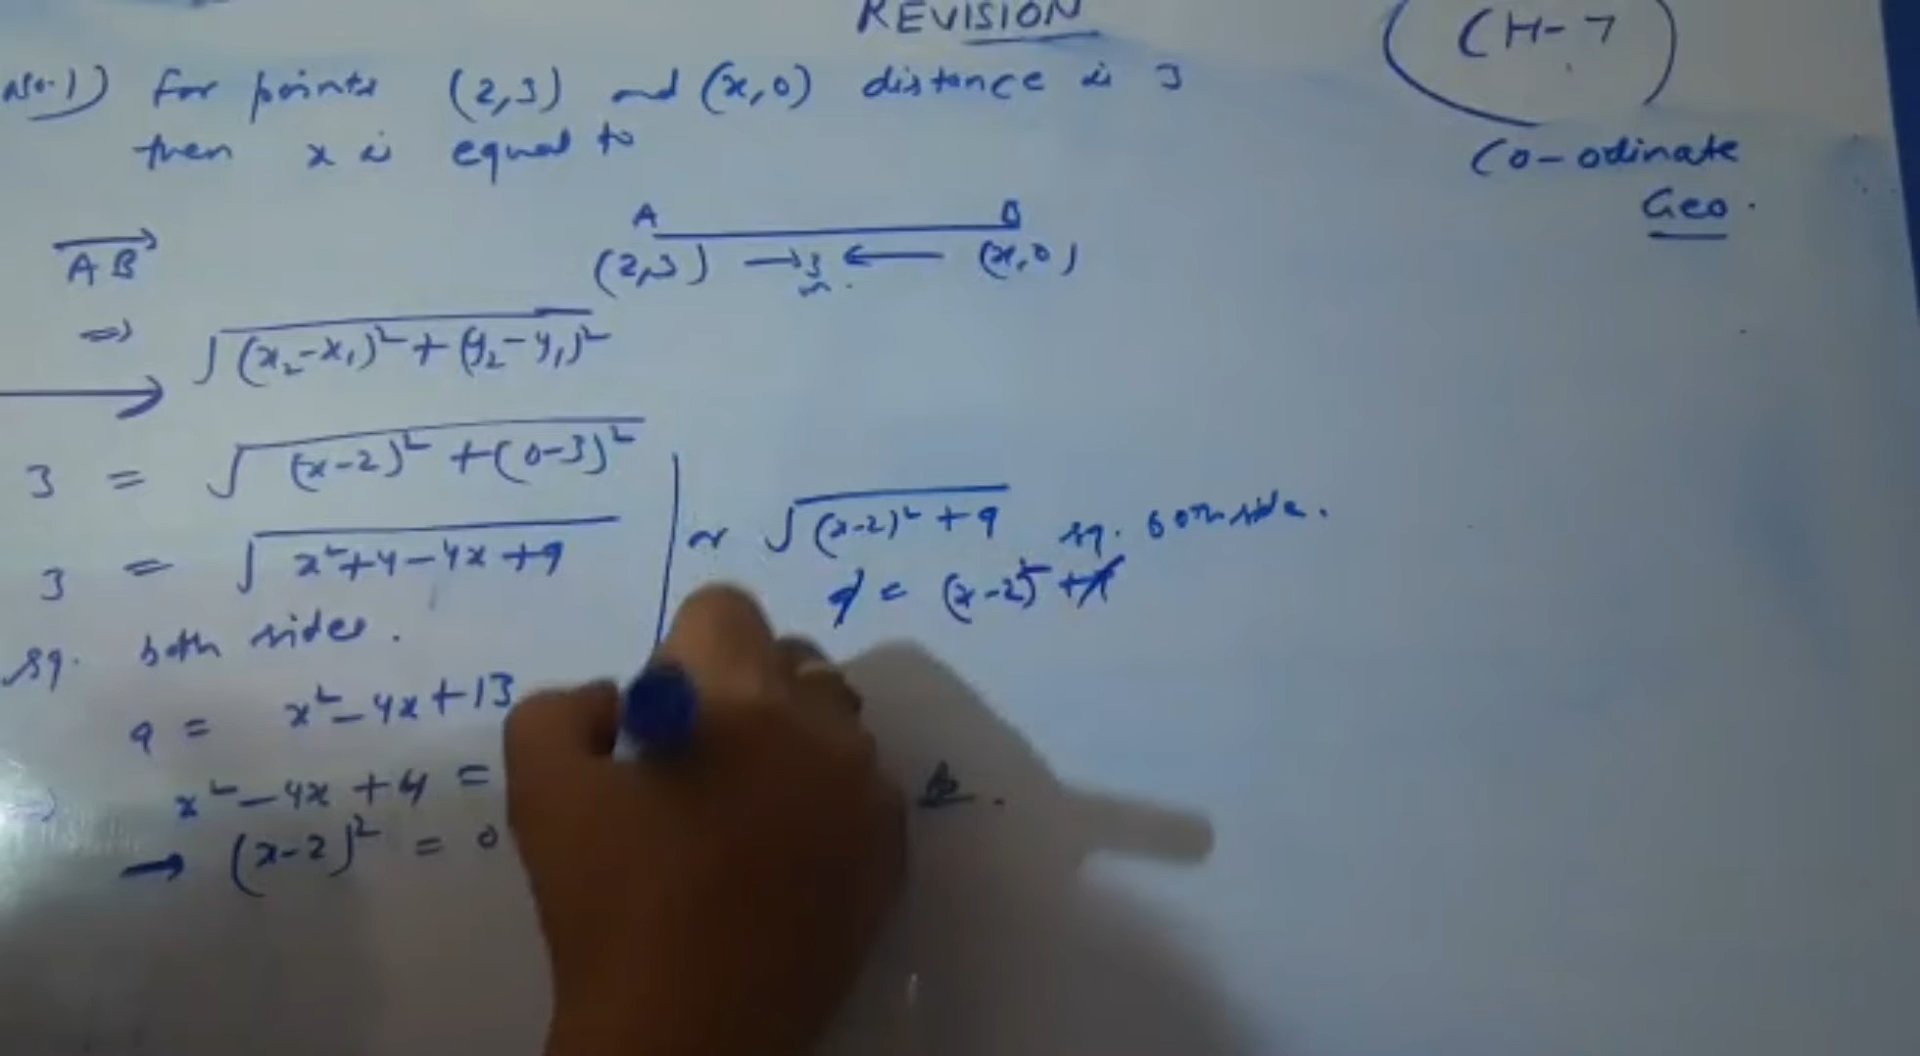 REVISION
(H-7
Co-odinate
Geo.
For points (2,3) and (x,0) distance is 3
then x is equal to
A B
(2,3) → 3 ← (x,0)
AB
⇒ √(x₂-x₁)²+(y₂-y₁)²
3 = √(x-2)²+(0-3)²
3 = √x²+4-4x+9
sq. both sides.
9 = x²-4x+13
x²-4x+4 =
→ (x-2)² = 0
or √(x-2)²+9 sq. both side.
9 = (x-2)²+9